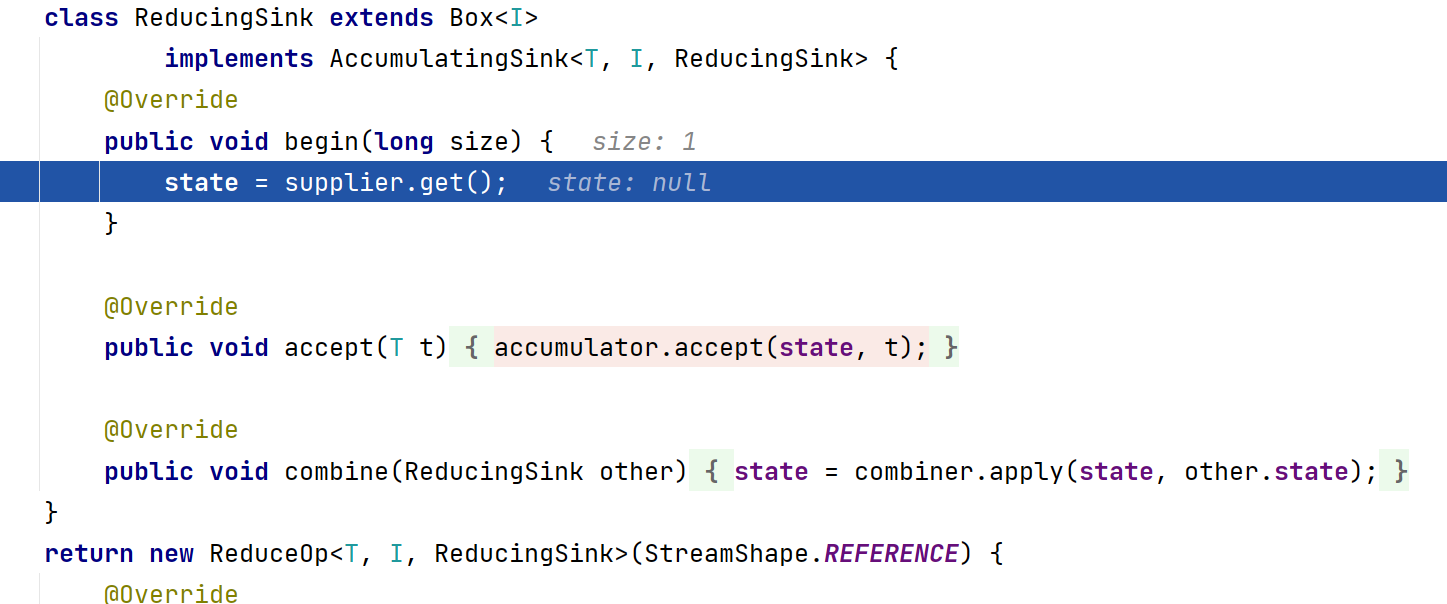 class ReducingSink extends Box<I>
implements AccumulatingSink<T, I, ReducingSink> {
@Override
public void begin(long size) { size: 1
state = supplier.get(); state: null
}
@Override
public void accept(T t) { accumulator.accept(state, t); }
@Override
public void combine(ReducingSink other) { state = combiner.apply(state, other.state); }
}
return new ReduceOp<T, I, ReducingSink>(StreamShape.REFERENCE) {
@Override